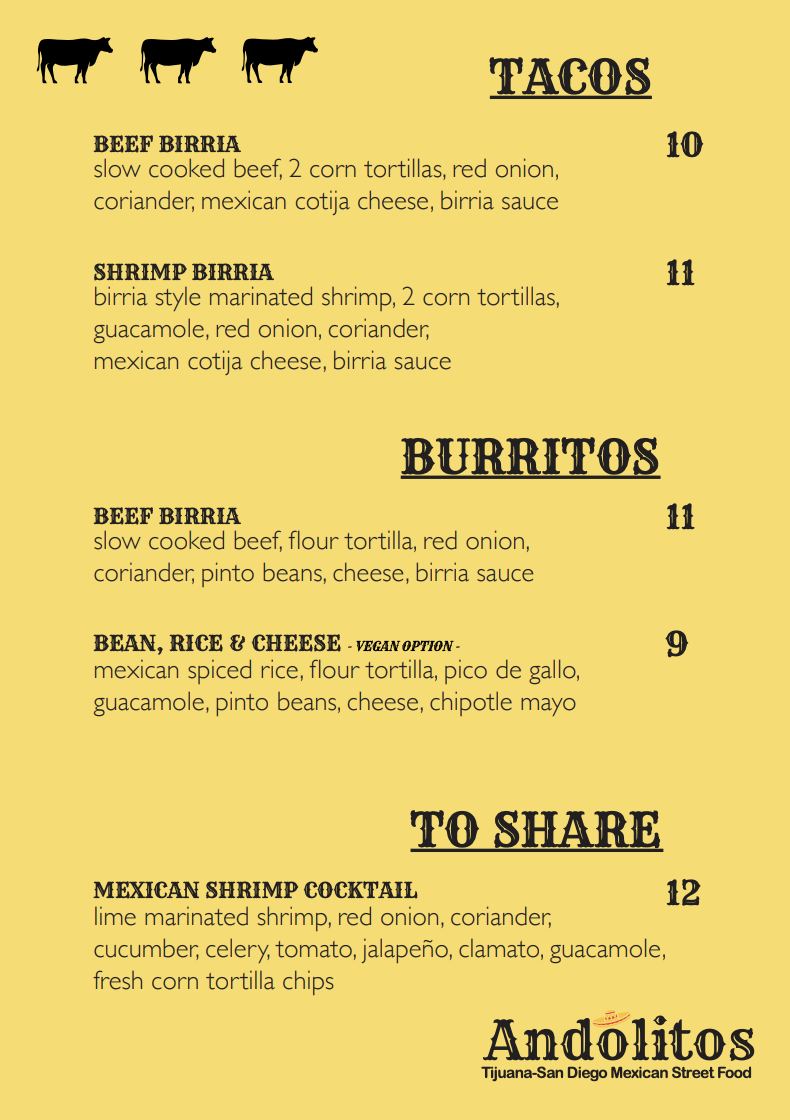 TACOS
BEEF BIRRIA 10
slow cooked beef, 2 corn tortillas, red onion,
coriander, mexican cotija cheese, birria sauce
SHRIMP BIRRIA 11
birria style marinated shrimp, 2 corn tortillas,
guacamole, red onion, coriander,
mexican cotija cheese, birria sauce
BURRITOS
BEEF BIRRIA 11
slow cooked beef, flour tortilla, red onion,
coriander, pinto beans, cheese, birria sauce
BEAN, RICE & CHEESE - VEGAN OPTION - 9
mexican spiced rice, flour tortilla, pico de gallo,
guacamole, pinto beans, cheese, chipotle mayo
TO SHARE
MEXICAN SHRIMP COCKTAIL 12
lime marinated shrimp, red onion, coriander,
cucumber, celery, tomato, jalapeño, clamato, guacamole,
fresh corn tortilla chips
Andolitos
Tijuana-San Diego Mexican Street Food